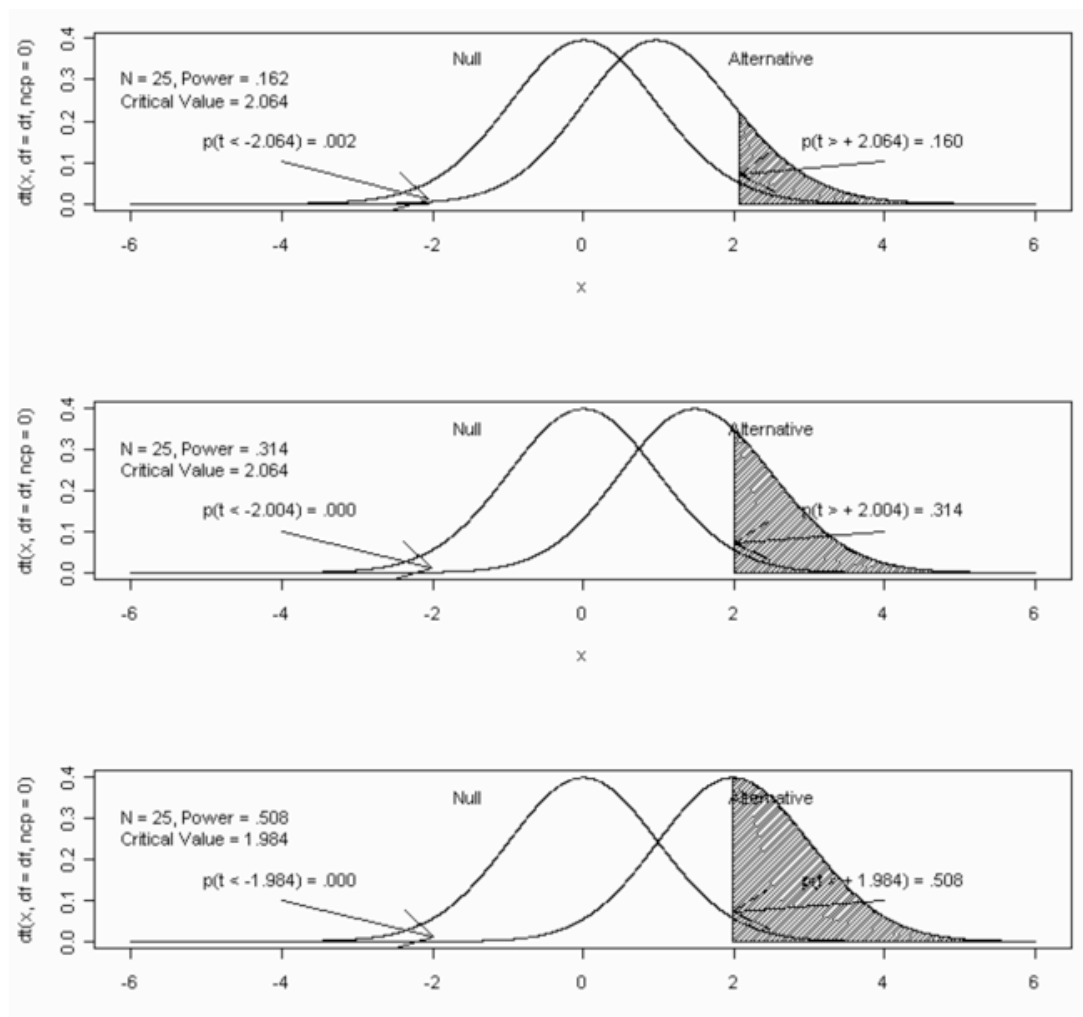 dt(x, df = df, ncp = 0)
0.0 0.1 0.2 0.3 0.4
Null
Alternative
N = 25, Power = .162
Critical Value = 2.064
p(t < -2.064) = .002
p(t > + 2.064) = .160
-6 -4 -2 0 2 4 6
x
dt(x, df = df, ncp = 0)
0.0 0.1 0.2 0.3 0.4
Null
Alternative
N = 25, Power = .314
Critical Value = 2.064
p(t < -2.004) = .000
p(t > + 2.004) = .314
-6 -4 -2 0 2 4 6
x
dt(x, df = df, ncp = 0)
0.0 0.1 0.2 0.3 0.4
Null
Alternative
N = 25, Power = .508
Critical Value = 1.984
p(t < -1.984) = .000
p(t > + 1.984) = .508
-6 -4 -2 0 2 4 6